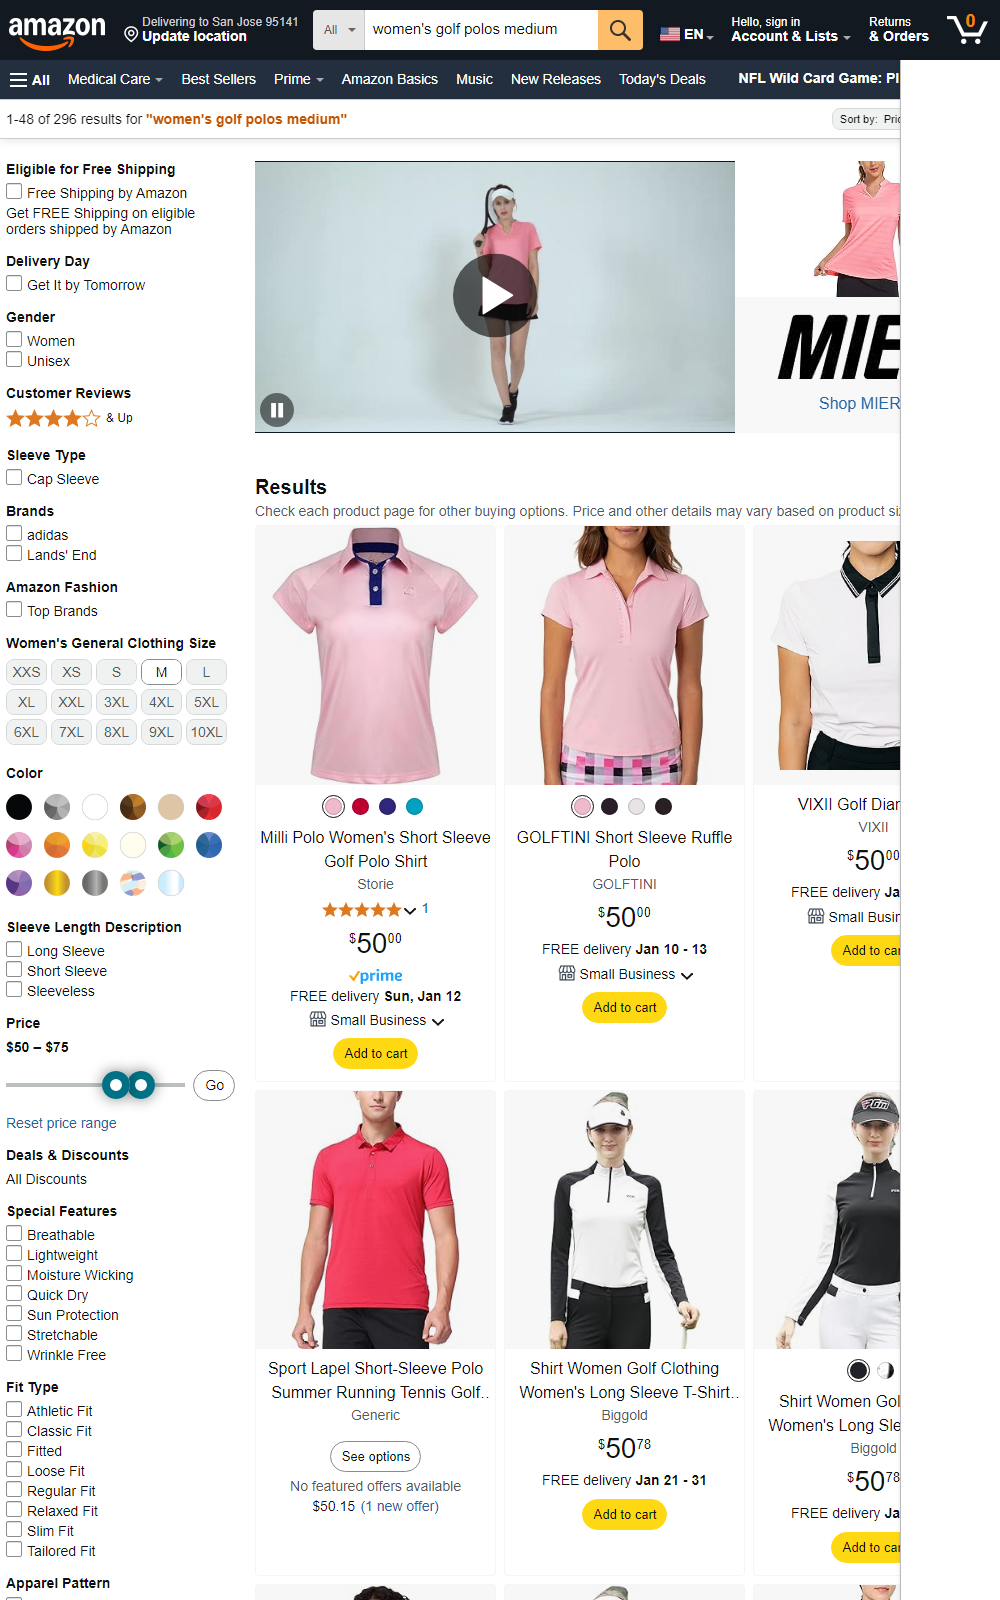 amazon
Delivering to San Jose 95141
Update location
All
women's golf polos medium
EN
Hello, sign in
Account & Lists
Returns
& Orders
0
All
Medical Care
Best Sellers
Prime
Amazon Basics
Music
New Releases
Today's Deals
NFL Wild Card Game: Pl
1-48 of 296 results for "women's golf polos medium"
Sort by: Pric
Eligible for Free Shipping
Free Shipping by Amazon
Get FREE Shipping on eligible
orders shipped by Amazon
Delivery Day
Get It by Tomorrow
Gender
Women
Unisex
Customer Reviews
& Up
Sleeve Type
Cap Sleeve
Brands
adidas
Lands' End
Amazon Fashion
Top Brands
Women's General Clothing Size
XXS XS S M L
XL XXL 3XL 4XL 5XL
6XL 7XL 8XL 9XL 10XL
Color
Sleeve Length Description
Long Sleeve
Short Sleeve
Sleeveless
Price
$50 – $75
Go
Reset price range
Deals & Discounts
All Discounts
Special Features
Breathable
Lightweight
Moisture Wicking
Quick Dry
Sun Protection
Stretchable
Wrinkle Free
Fit Type
Athletic Fit
Classic Fit
Fitted
Loose Fit
Regular Fit
Relaxed Fit
Slim Fit
Tailored Fit
Apparel Pattern
MIE
Shop MIER
Results
Check each product page for other buying options. Price and other details may vary based on product si
Milli Polo Women's Short Sleeve
Golf Polo Shirt
Storie
1
$50.00
prime
FREE delivery Sun, Jan 12
Small Business
Add to cart
GOLFTINI Short Sleeve Ruffle
Polo
GOLFTINI
$50.00
FREE delivery Jan 10 - 13
Small Business
Add to cart
VIXII Golf Diar
VIXII
$50.00
FREE delivery Ja
Small Busir
Add to car
Sport Lapel Short-Sleeve Polo
Summer Running Tennis Golf..
Generic
See options
No featured offers available
$50.15 (1 new offer)
Shirt Women Golf Clothing
Women's Long Sleeve T-Shirt..
Biggold
$50.78
FREE delivery Jan 21 - 31
Add to cart
PGM
Shirt Women Gol
Women's Long Sle
Biggold
$50.78
FREE delivery Ja
Add to car